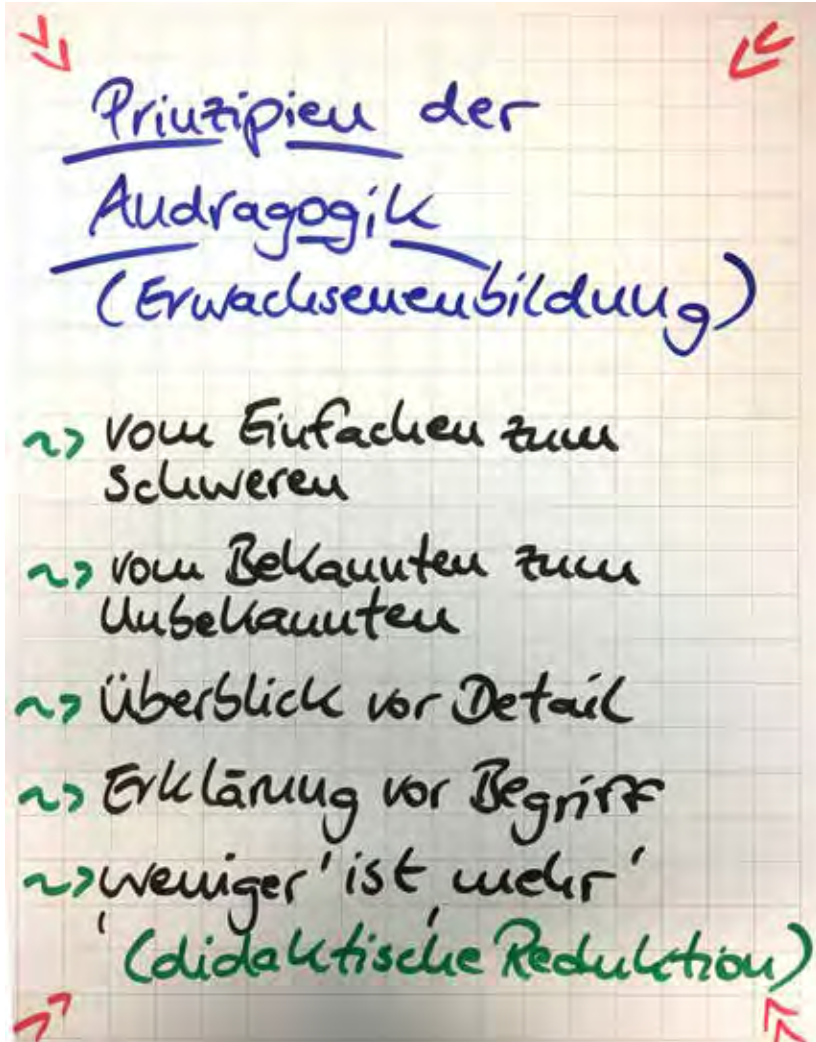 Prinzipien der
Andragogik
(Erwachsenenbildung)
~> vom Einfachen zum
Schweren
~> vom Bekannten zum
Unbekannten
~> Überblick vor Detail
~> Erklärung vor Begriff
~> 'weniger' ist 'mehr'
(didaktische Reduktion)